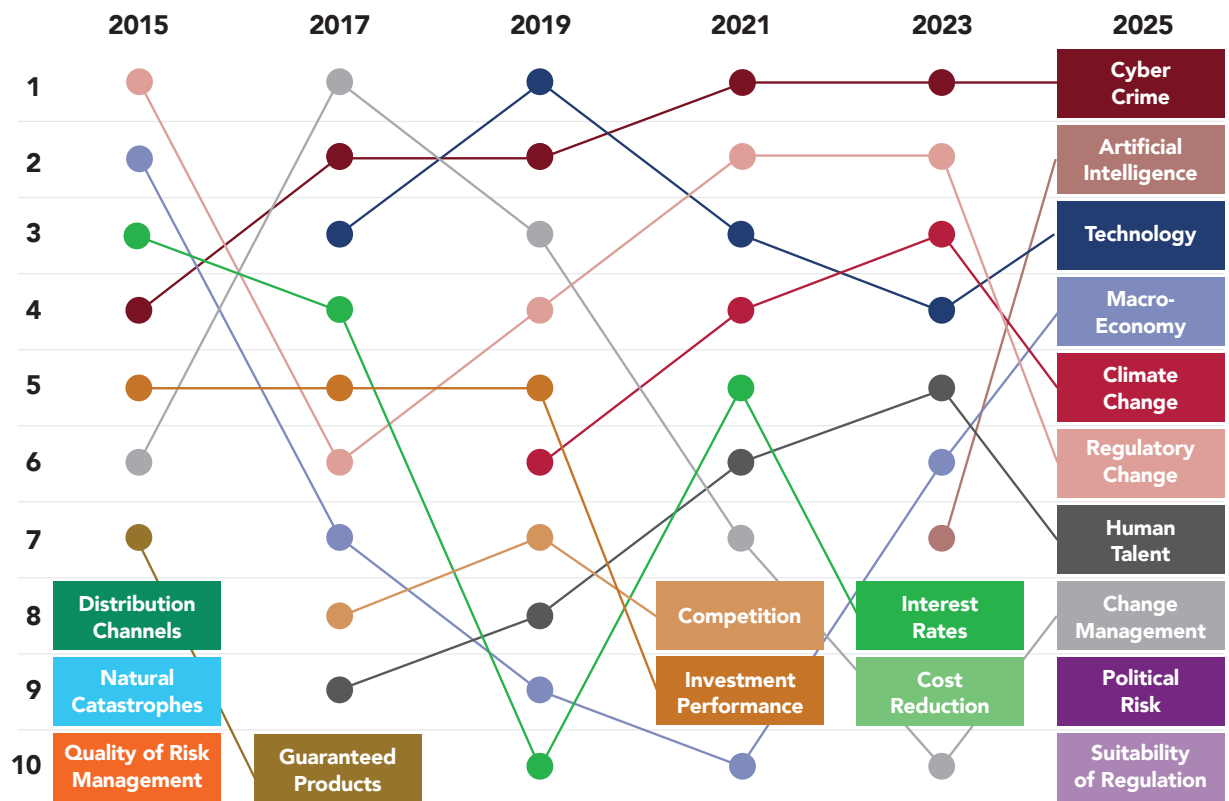 2015 2017 2019 2021 2023 2025
1
Cyber
Crime
2
Artificial
Intelligence
3
Technology
4
Macro-
Economy
5
Climate
Change
6
Regulatory
Change
7
Human
Talent
8
Distribution
Channels
Competition
Interest
Rates
Change
Management
9
Natural
Catastrophes
Investment
Performance
Cost
Reduction
Political
Risk
10
Quality of Risk
Management
Guaranteed
Products
Suitability
of Regulation